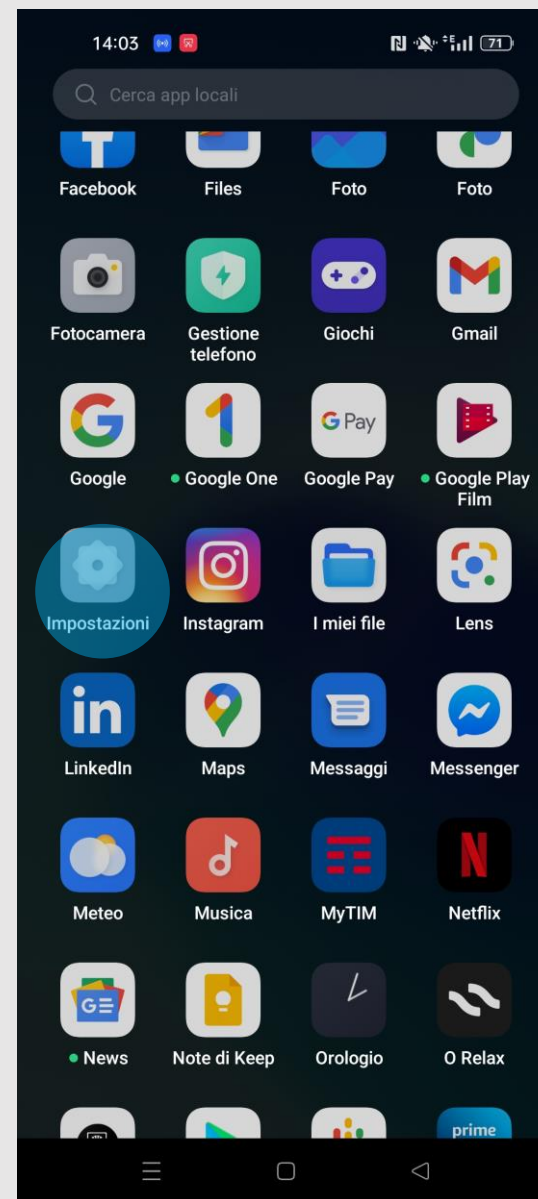 14:03
71
Cerca app locali
Facebook Files Foto Foto
Fotocamera Gestione telefono Giochi Gmail
G Pay
Google Google One Google Pay Google Play Film
Impostazioni Instagram I miei file Lens
in
LinkedIn Maps Messaggi Messenger
Meteo Musica MyTIM Netflix
N
GE
News Note di Keep Orologio O Relax
prime